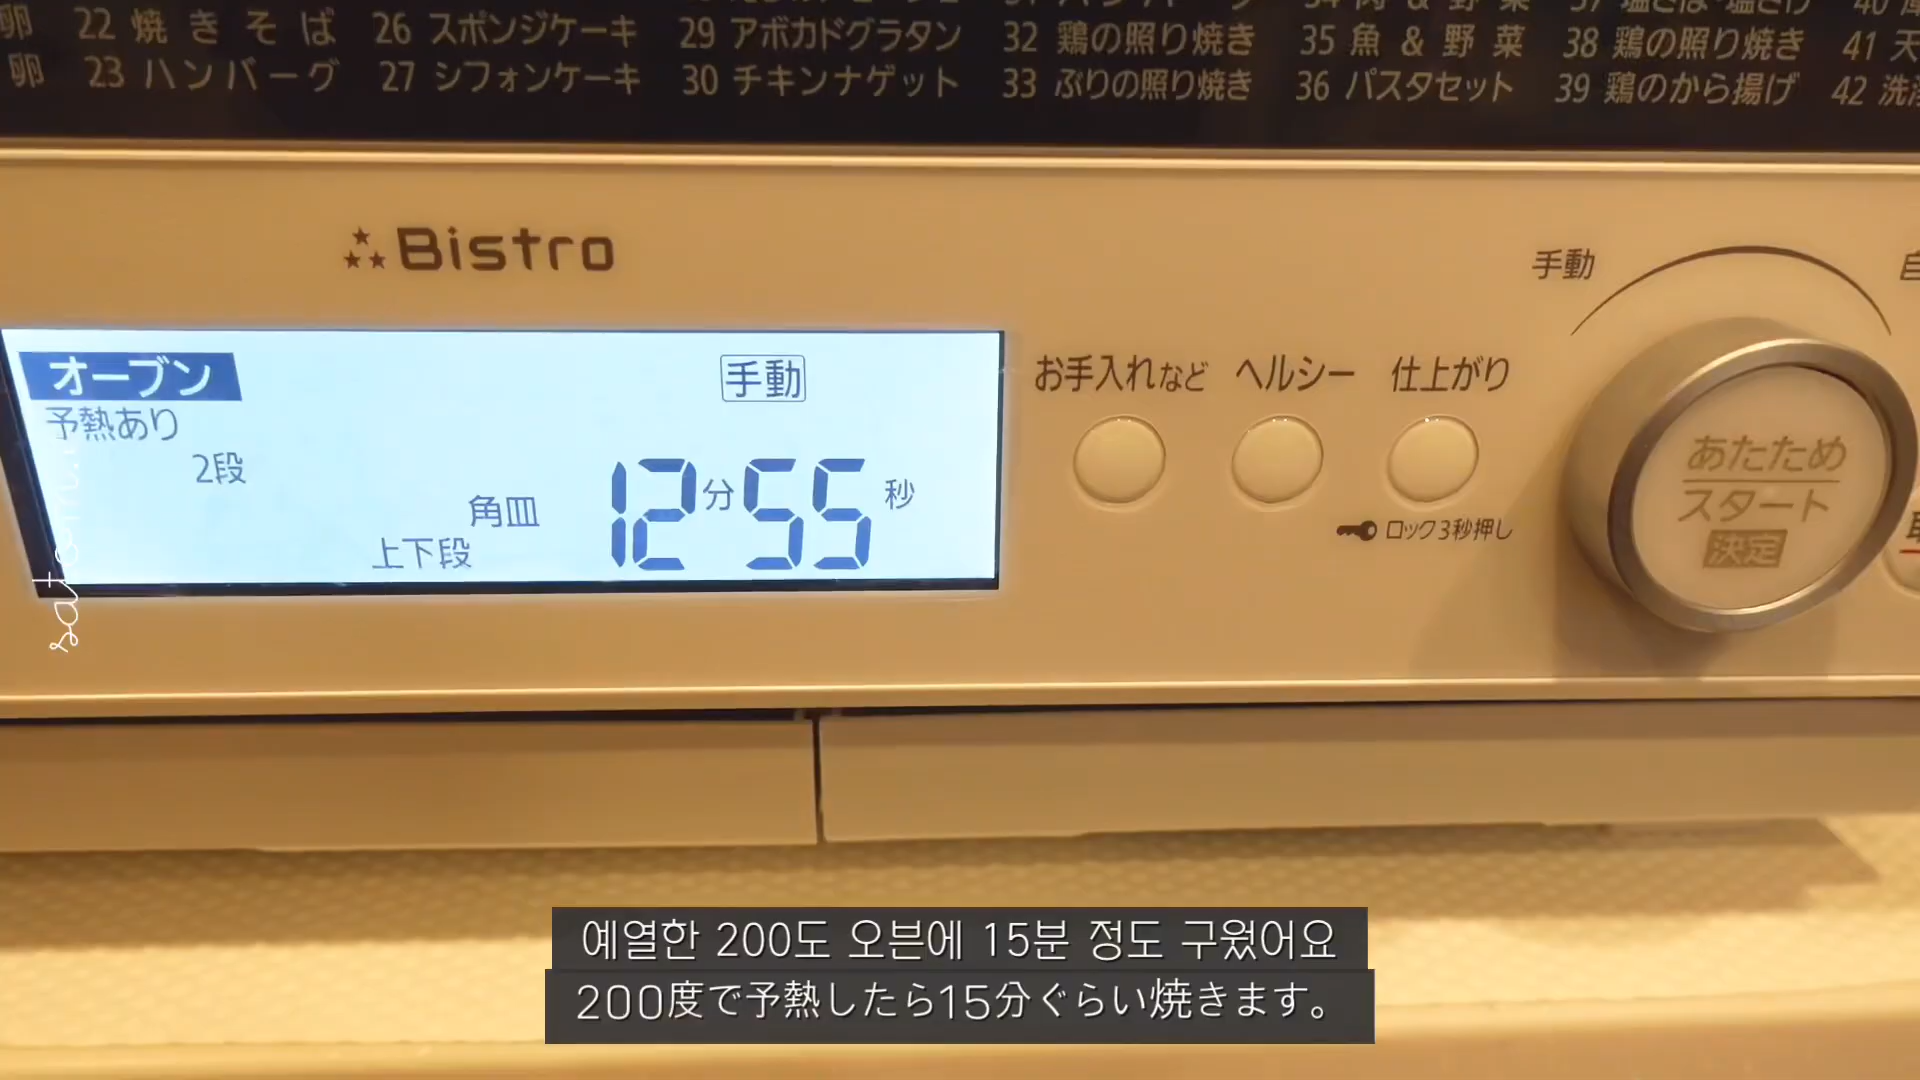 卵 22 焼きそば 26 スポンジケーキ 29 アボカドグラタン 32 鶏の照り焼き 35 魚 & 野菜 38 鶏の照り焼き 41 天
卵 23 ハンバーグ 27 シフォンケーキ 30 チキンナゲット 33 ぶりの照り焼き 36 パスタセット 39 鶏のから揚げ 42 洗浄
Bistro
手動
オーブン
手動
予熱あり
2段
角皿
12分55秒
上下段
お手入れなど ヘルシー 仕上がり
ロック3秒押し
あたため
スタート
決定
예열한 200도 오븐에 15분 정도 구웠어요
200度で予熱したら15分ぐらい焼きます。